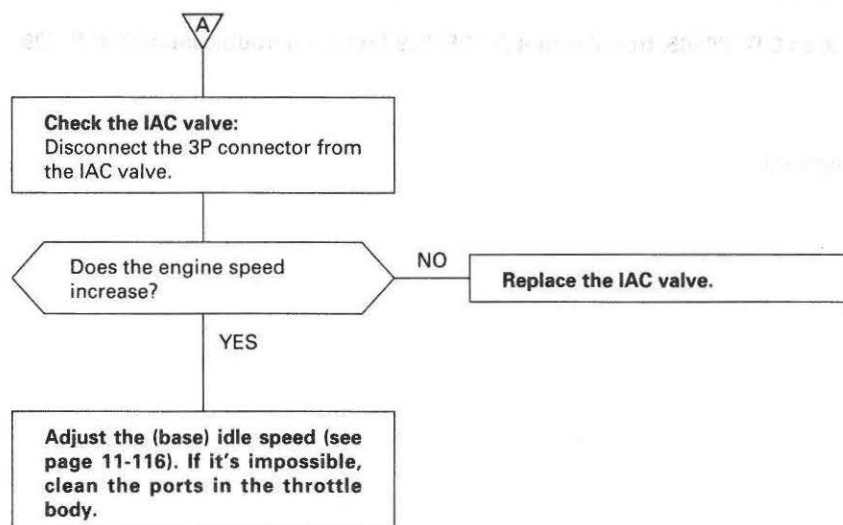 A
Check the IAC valve:
Disconnect the 3P connector from
the IAC valve.
Does the engine speed
increase?
NO
Replace the IAC valve.
YES
Adjust the (base) idle speed (see
page 11-116). If it's impossible,
clean the ports in the throttle
body.